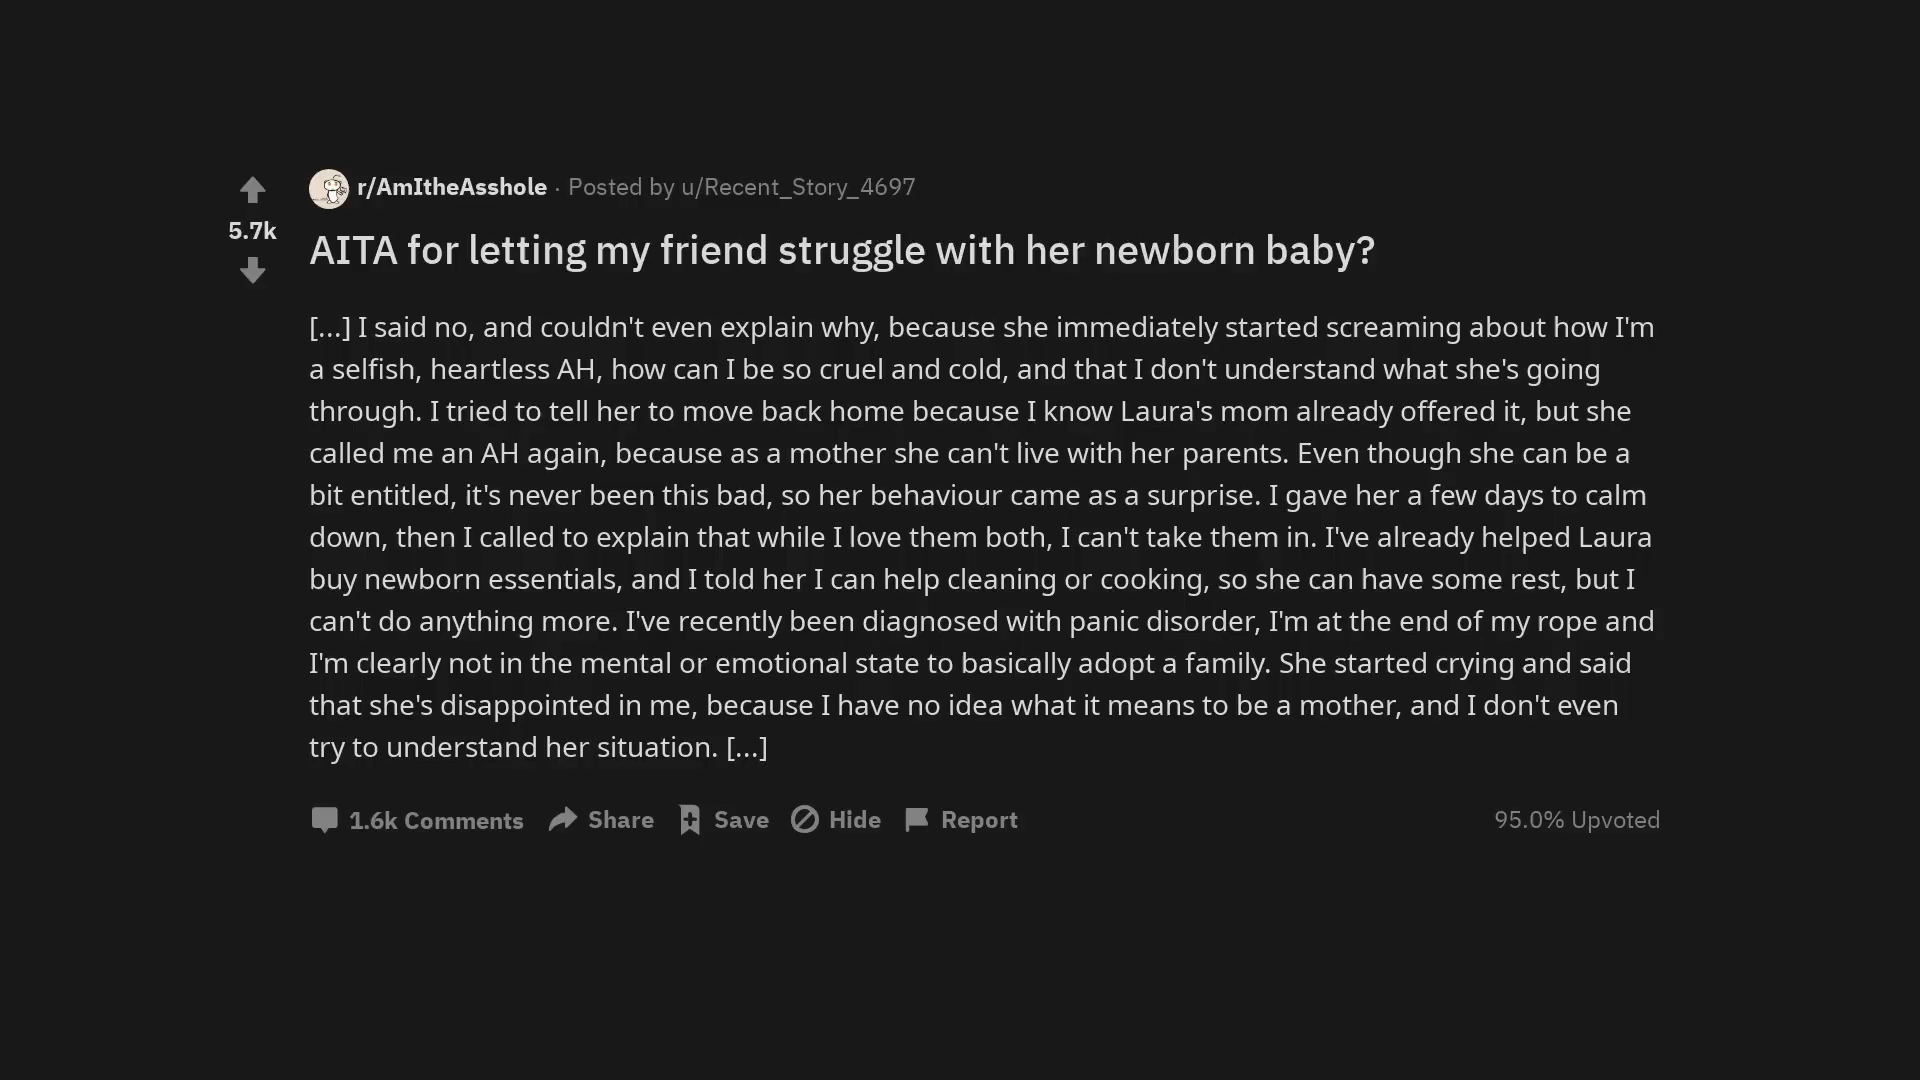 r/AmItheAsshole · Posted by u/Recent_Story_4697
5.7k
AITA for letting my friend struggle with her newborn baby?
[...] I said no, and couldn't even explain why, because she immediately started screaming about how I'm
a selfish, heartless AH, how can I be so cruel and cold, and that I don't understand what she's going
through. I tried to tell her to move back home because I know Laura's mom already offered it, but she
called me an AH again, because as a mother she can't live with her parents. Even though she can be a
bit entitled, it's never been this bad, so her behaviour came as a surprise. I gave her a few days to calm
down, then I called to explain that while I love them both, I can't take them in. I've already helped Laura
buy newborn essentials, and I told her I can help cleaning or cooking, so she can have some rest, but I
can't do anything more. I've recently been diagnosed with panic disorder, I'm at the end of my rope and
I'm clearly not in the mental or emotional state to basically adopt a family. She started crying and said
that she's disappointed in me, because I have no idea what it means to be a mother, and I don't even
try to understand her situation. [...]
1.6k Comments Share Save Hide Report 95.0% Upvoted